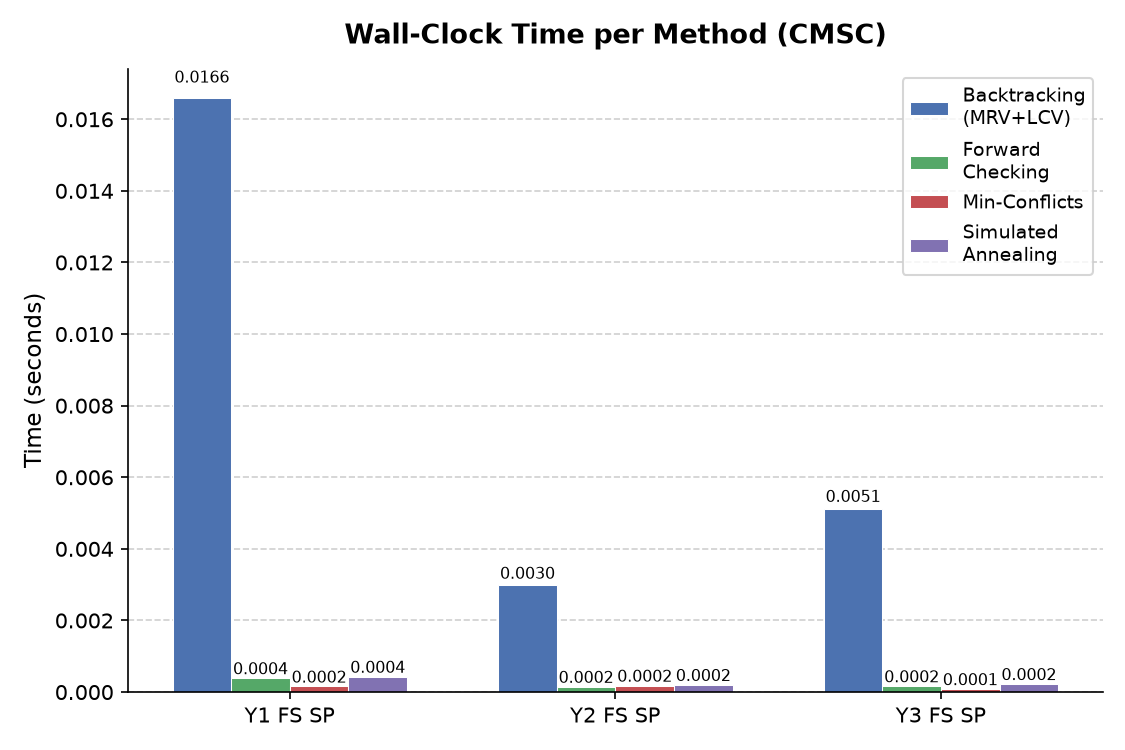 Wall-Clock Time per Method (CMSC)
Time (seconds)
0.016
0.014
0.012
0.010
0.008
0.006
0.004
0.002
0.000
0.0166
0.0004
0.0002
0.0004
0.0030
0.0002
0.0002
0.0002
0.0051
0.0002
0.0001
0.0002
Y1 FS SP
Y2 FS SP
Y3 FS SP
Backtracking
(MRV+LCV)
Forward
Checking
Min-Conflicts
Simulated
Annealing